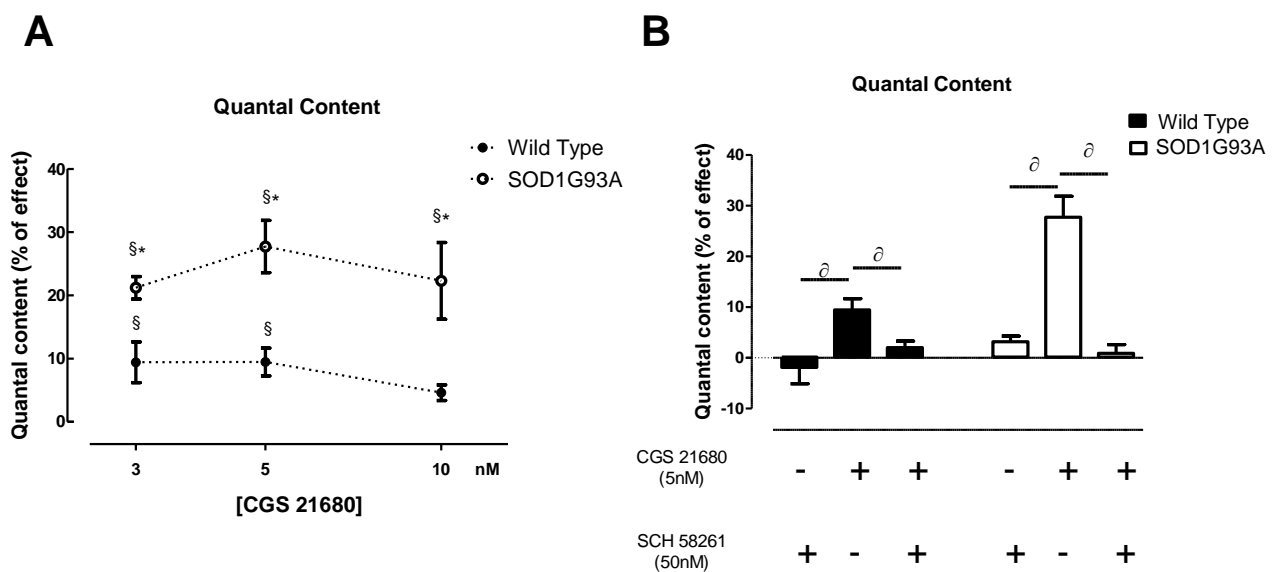 A
Quantal Content
Wild Type
SOD1G93A
Quantal content (% of effect)
40
30
20
10
0
§*
§*
§*
§
§
3 5 10 nM
[CGS 21680]
B
Quantal Content
Wild Type
SOD1G93A
Quantal content (% of effect)
40
30
20
10
0
-10
∂ ∂ ∂ ∂
CGS 21680
(5nM)
- + + - + +
SCH 58261
(50nM)
+ - + + - +